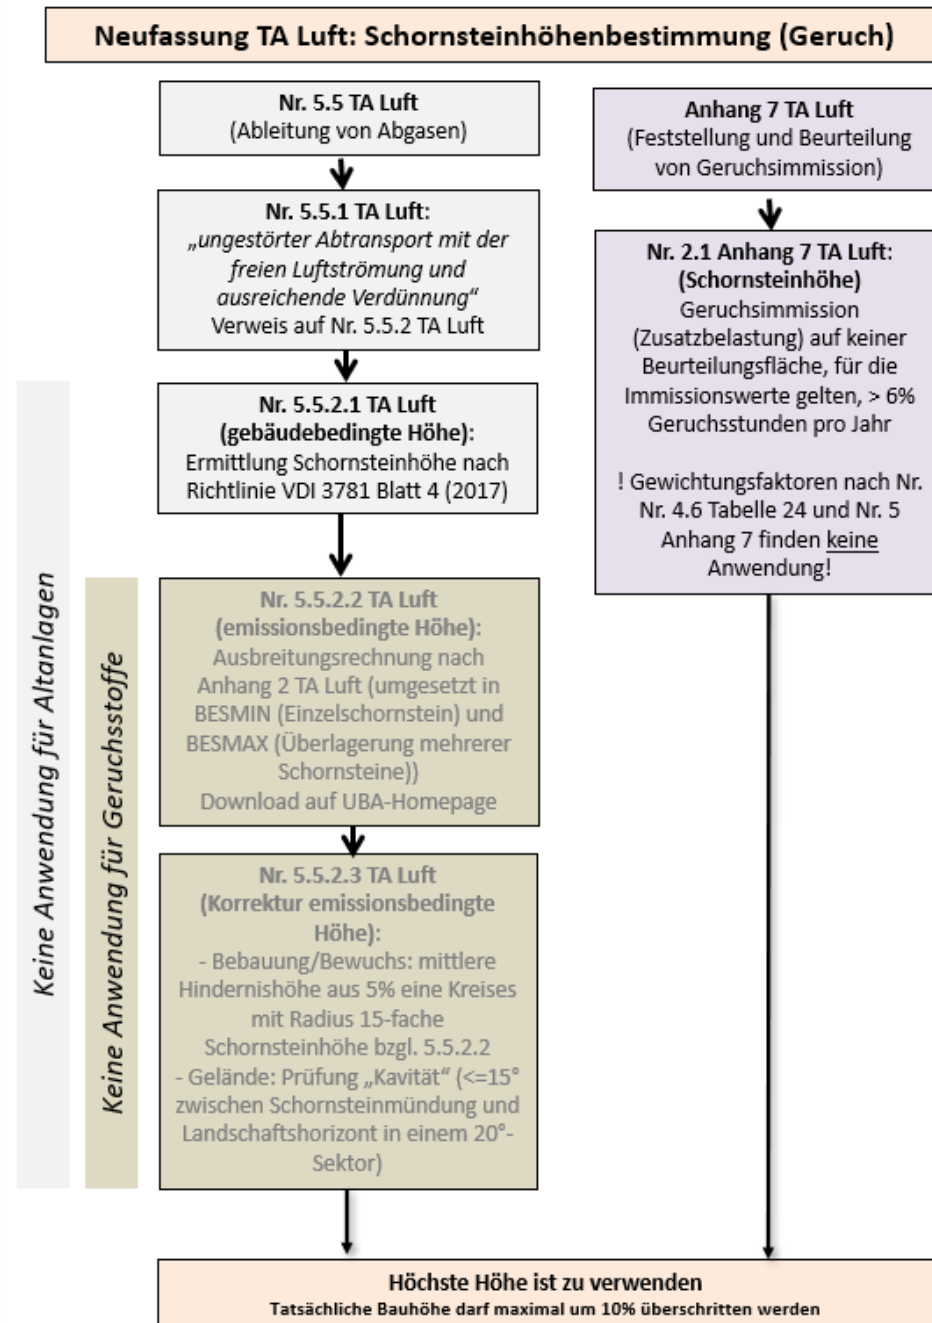 Neufassung TA Luft: Schornsteinhöhenbestimmung (Geruch)
Nr. 5.5 TA Luft
(Ableitung von Abgasen)
Nr. 5.5.1 TA Luft:
„ungestörter Abtransport mit der
freien Luftströmung und
ausreichende Verdünnung“
Verweis auf Nr. 5.5.2 TA Luft
Nr. 5.5.2.1 TA Luft
(gebäudebedingte Höhe):
Ermittlung Schornsteinhöhe nach
Richtlinie VDI 3781 Blatt 4 (2017)
Nr. 5.5.2.2 TA Luft
(emissionsbedingte Höhe):
Ausbreitungsrechnung nach
Anhang 2 TA Luft (umgesetzt in
BESMIN (Einzelschornstein) und
BESMAX (Überlagerung mehrerer
Schornsteine))
Download auf UBA-Homepage
Nr. 5.5.2.3 TA Luft
(Korrektur emissionsbedingte
Höhe):
- Bebauung/Bewuchs: mittlere
Hindernishöhe aus 5% eine Kreises
mit Radius 15-fache
Schornsteinhöhe bzgl. 5.5.2.2
- Gelände: Prüfung „Kavität“ (<=15°
zwischen Schornsteinmündung und
Landschaftshorizont in einem 20°-
Sektor)
Keine Anwendung für Altanlagen
Keine Anwendung für Geruchsstoffe
Anhang 7 TA Luft
(Feststellung und Beurteilung
von Geruchsimmission)
Nr. 2.1 Anhang 7 TA Luft:
(Schornsteinhöhe)
Geruchsimmission
(Zusatzbelastung) auf keiner
Beurteilungsfläche, für die
Immissionswerte gelten, > 6%
Geruchsstunden pro Jahr
! Gewichtungsfaktoren nach Nr.
Nr. 4.6 Tabelle 24 und Nr. 5
Anhang 7 finden keine
Anwendung!
Höchste Höhe ist zu verwenden
Tatsächliche Bauhöhe darf maximal um 10% überschritten werden